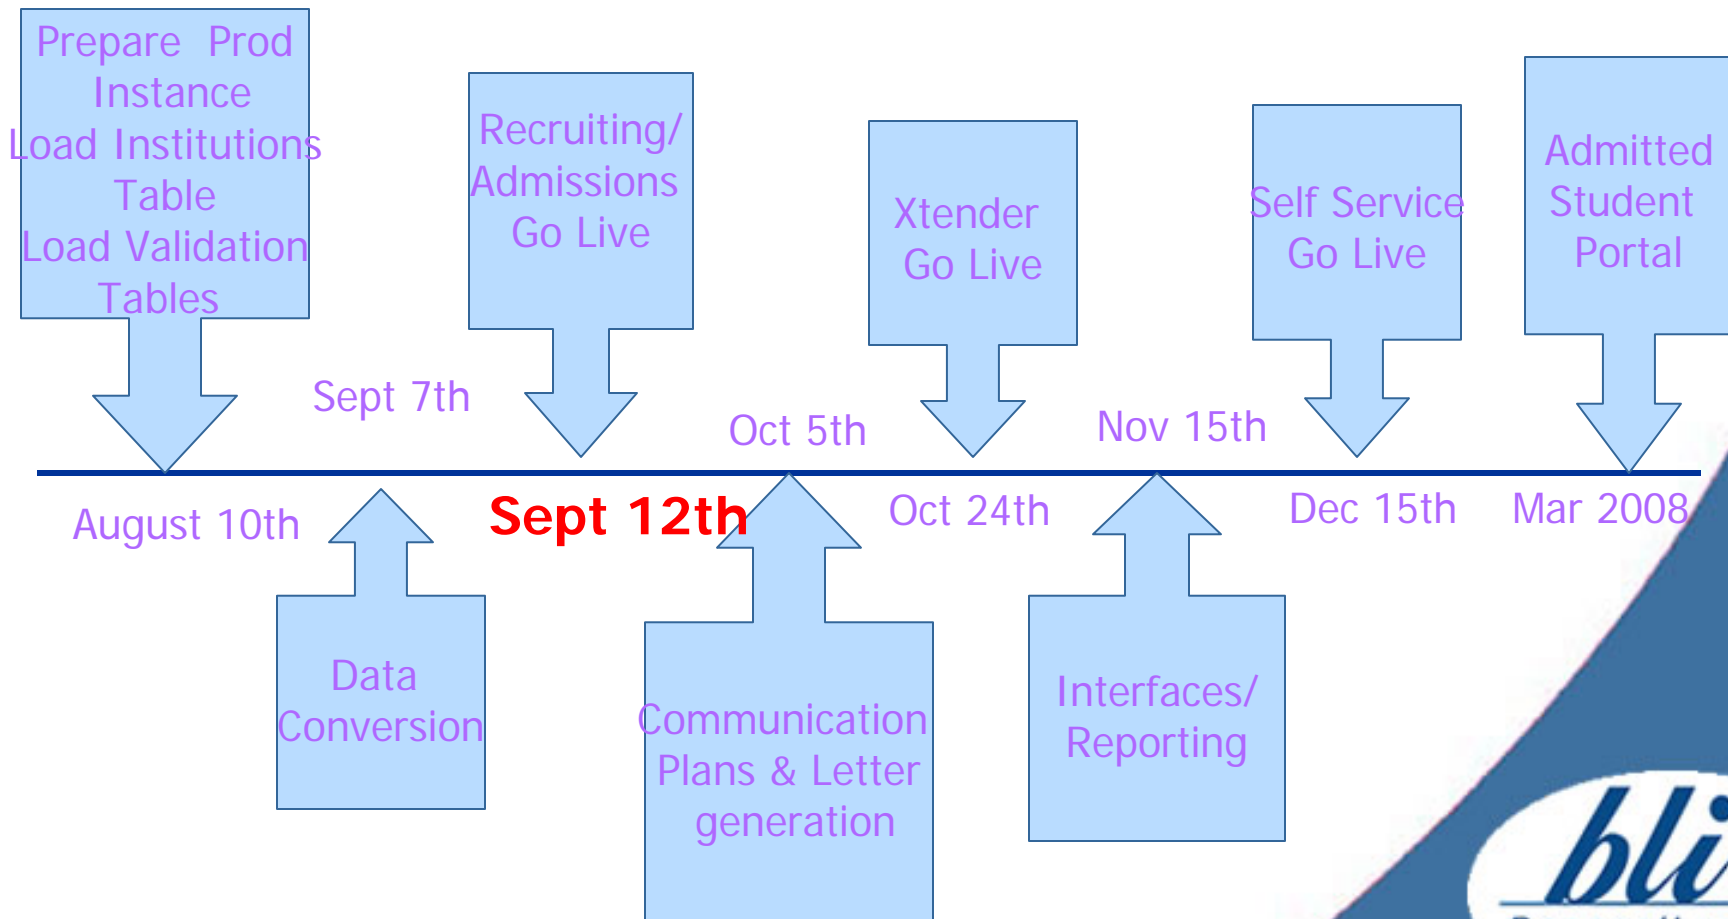 Prepare Prod
Instance
Load Institutions
Table
Load Validation
Tables
August 10th
Sept 7th
Data
Conversion
Recruiting/
Admissions
Go Live
Sept 12th
Oct 5th
Communication
Plans & Letter
generation
Xtender
Go Live
Oct 24th
Nov 15th
Interfaces/
Reporting
Self Service
Go Live
Dec 15th
Admitted
Student
Portal
Mar 2008
bli